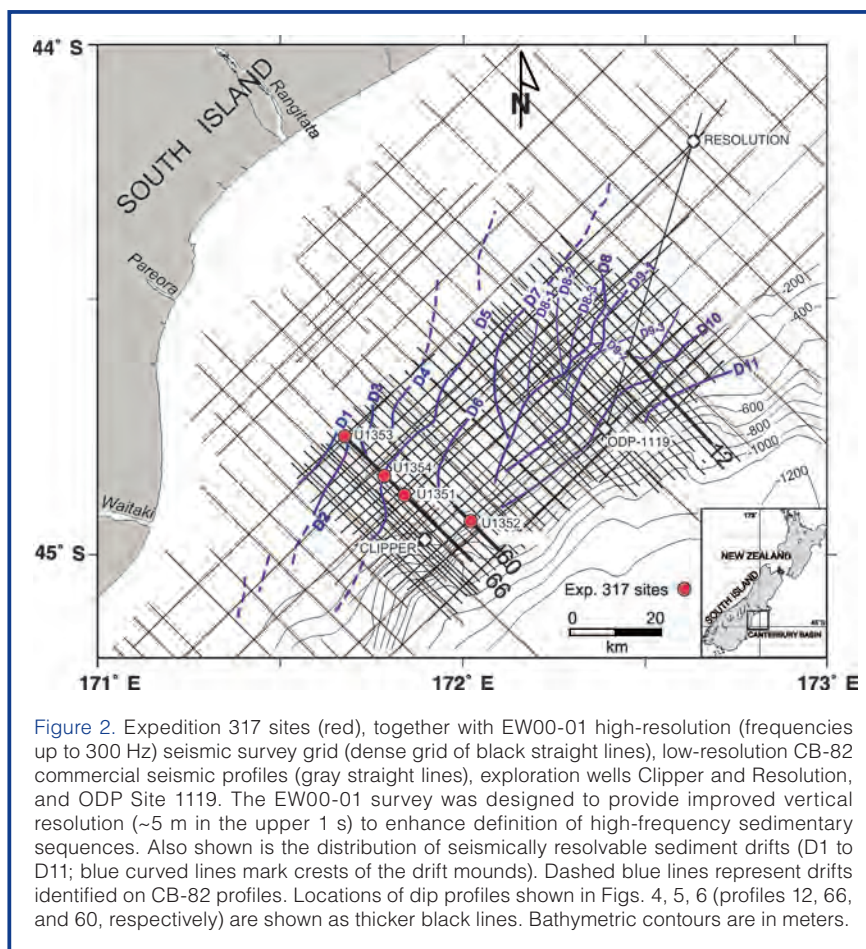 44° S
SOUTH ISLAND
Rangitata
N
RESOLUTION
Pareora
D8
D7
D8-1
D8-2
D8-3
D9-1
D5
D9-3
D10
D4
D3
D11
D1
D6
-200
-400
-600
-800
-1000
-1200
U1353
ODP-1119
12
U1354
U1351
Waitaki
D2
U1352
CLIPPER
60
66
45° S
NEW ZEALAND
SOUTH ISLAND
CANTERBURY BASIN
Exp. 317 sites
0 20
km
171° E
172° E
173° E
Figure 2. Expedition 317 sites (red), together with EW00-01 high-resolution (frequencies
up to 300 Hz) seismic survey grid (dense grid of black straight lines), low-resolution CB-82
commercial seismic profiles (gray straight lines), exploration wells Clipper and Resolution,
and ODP Site 1119. The EW00-01 survey was designed to provide improved vertical
resolution (~5 m in the upper 1 s) to enhance definition of high-frequency sedimentary
sequences. Also shown is the distribution of seismically resolvable sediment drifts (D1 to
D11; blue curved lines mark crests of the drift mounds). Dashed blue lines represent drifts
identified on CB-82 profiles. Locations of dip profiles shown in Figs. 4, 5, 6 (profiles 12, 66,
and 60, respectively) are shown as thicker black lines. Bathymetric contours are in meters.